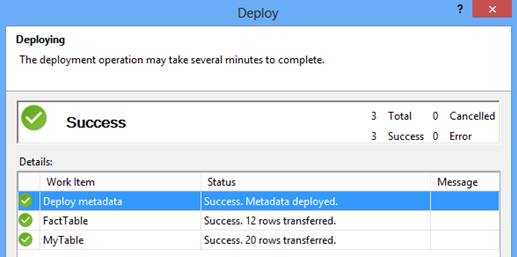 Deploy
?
Deploying
The deployment operation may take several minutes to complete.
Success
3 Total 0 Cancelled
3 Success 0 Error
Details:
Work Item Status Message
Deploy metadata Success. Metadata deployed.
FactTable Success. 12 rows transferred.
MyTable Success. 20 rows transferred.